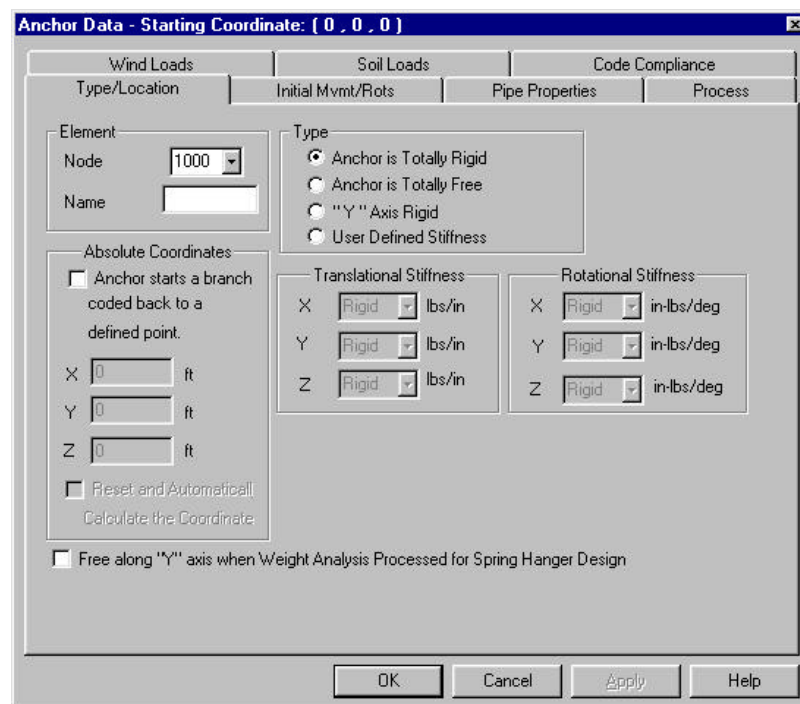 Anchor Data - Starting Coordinate: ( 0 , 0 , 0 )
Wind Loads Soil Loads Code Compliance
Type/Location Initial Mvmt/Rots Pipe Properties Process
Element
Node 1000
Name
Type
Anchor is Totally Rigid
Anchor is Totally Free
"Y" Axis Rigid
User Defined Stiffness
Absolute Coordinates
Anchor starts a branch
coded back to a
defined point.
X 0 ft
Y 0 ft
Z 0 ft
Reset and Automaticall
Calculate the Coordinate
Translational Stiffness
X Rigid lbs/in
Y Rigid lbs/in
Z Rigid lbs/in
Rotational Stiffness
X Rigid in-lbs/deg
Y Rigid in-lbs/deg
Z Rigid in-lbs/deg
Free along "Y" axis when Weight Analysis Processed for Spring Hanger Design
OK Cancel Apply Help